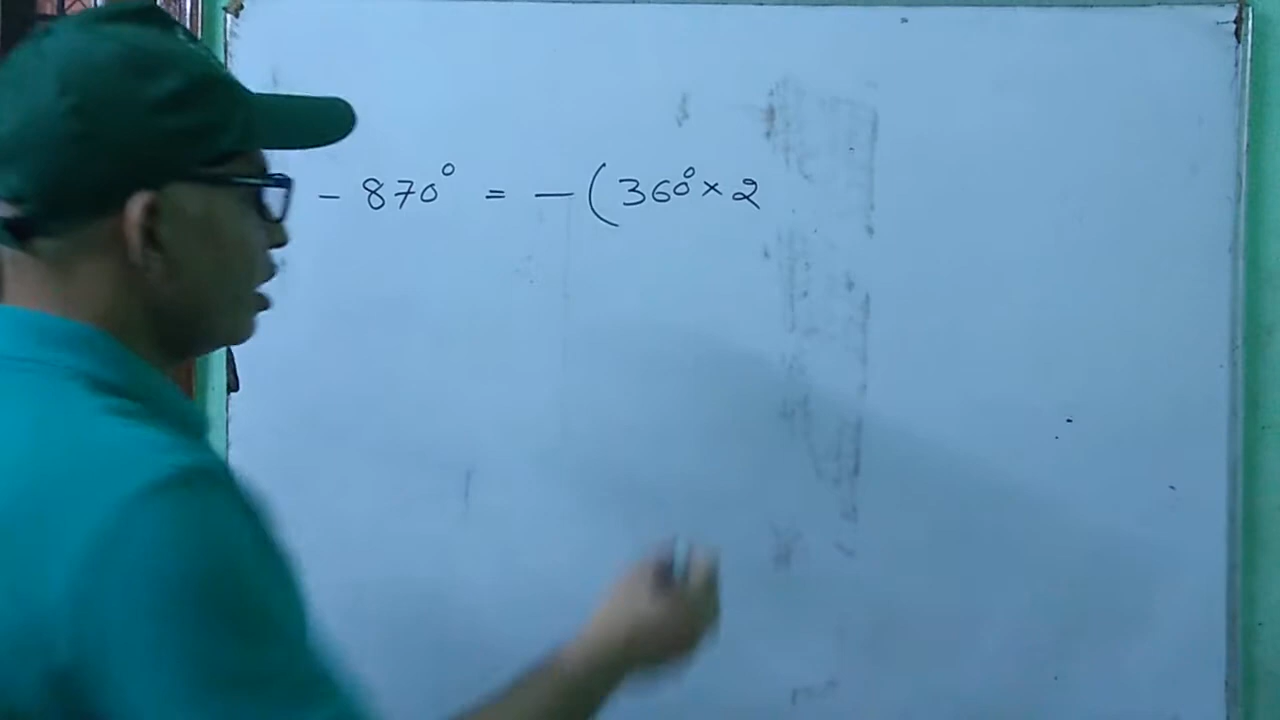 - 870° = - (360° × 2